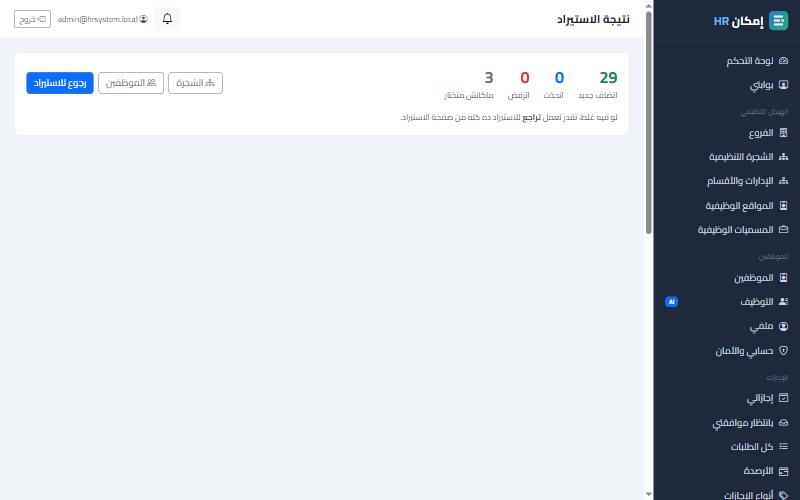 إمكان HR
لوحة التحكم
بوابتي
الهيكل التنظيمي
الفروع
الشجرة التنظيمية
الإدارات والأقسام
المواقع الوظيفية
المسميات الوظيفية
الموظفين
الموظفين
التوظيف AI
ملفي
حسابي والأمان
الإجازات
إجازاتي
بانتظار موافقتي
كل الطلبات
الأرصدة
أنواع الإجازات
نتيجة الاستيراد
admin@hrsystem.local
خروج
29 اتضاف جديد
0 اتحدّث
0 اترفض
3 ماكانش متختار
الشجرة
الموظفين
رجوع للاستيراد
لو فيه غلط، تقدر تعمل تراجع للاستيراد ده كله من صفحة الاستيراد.